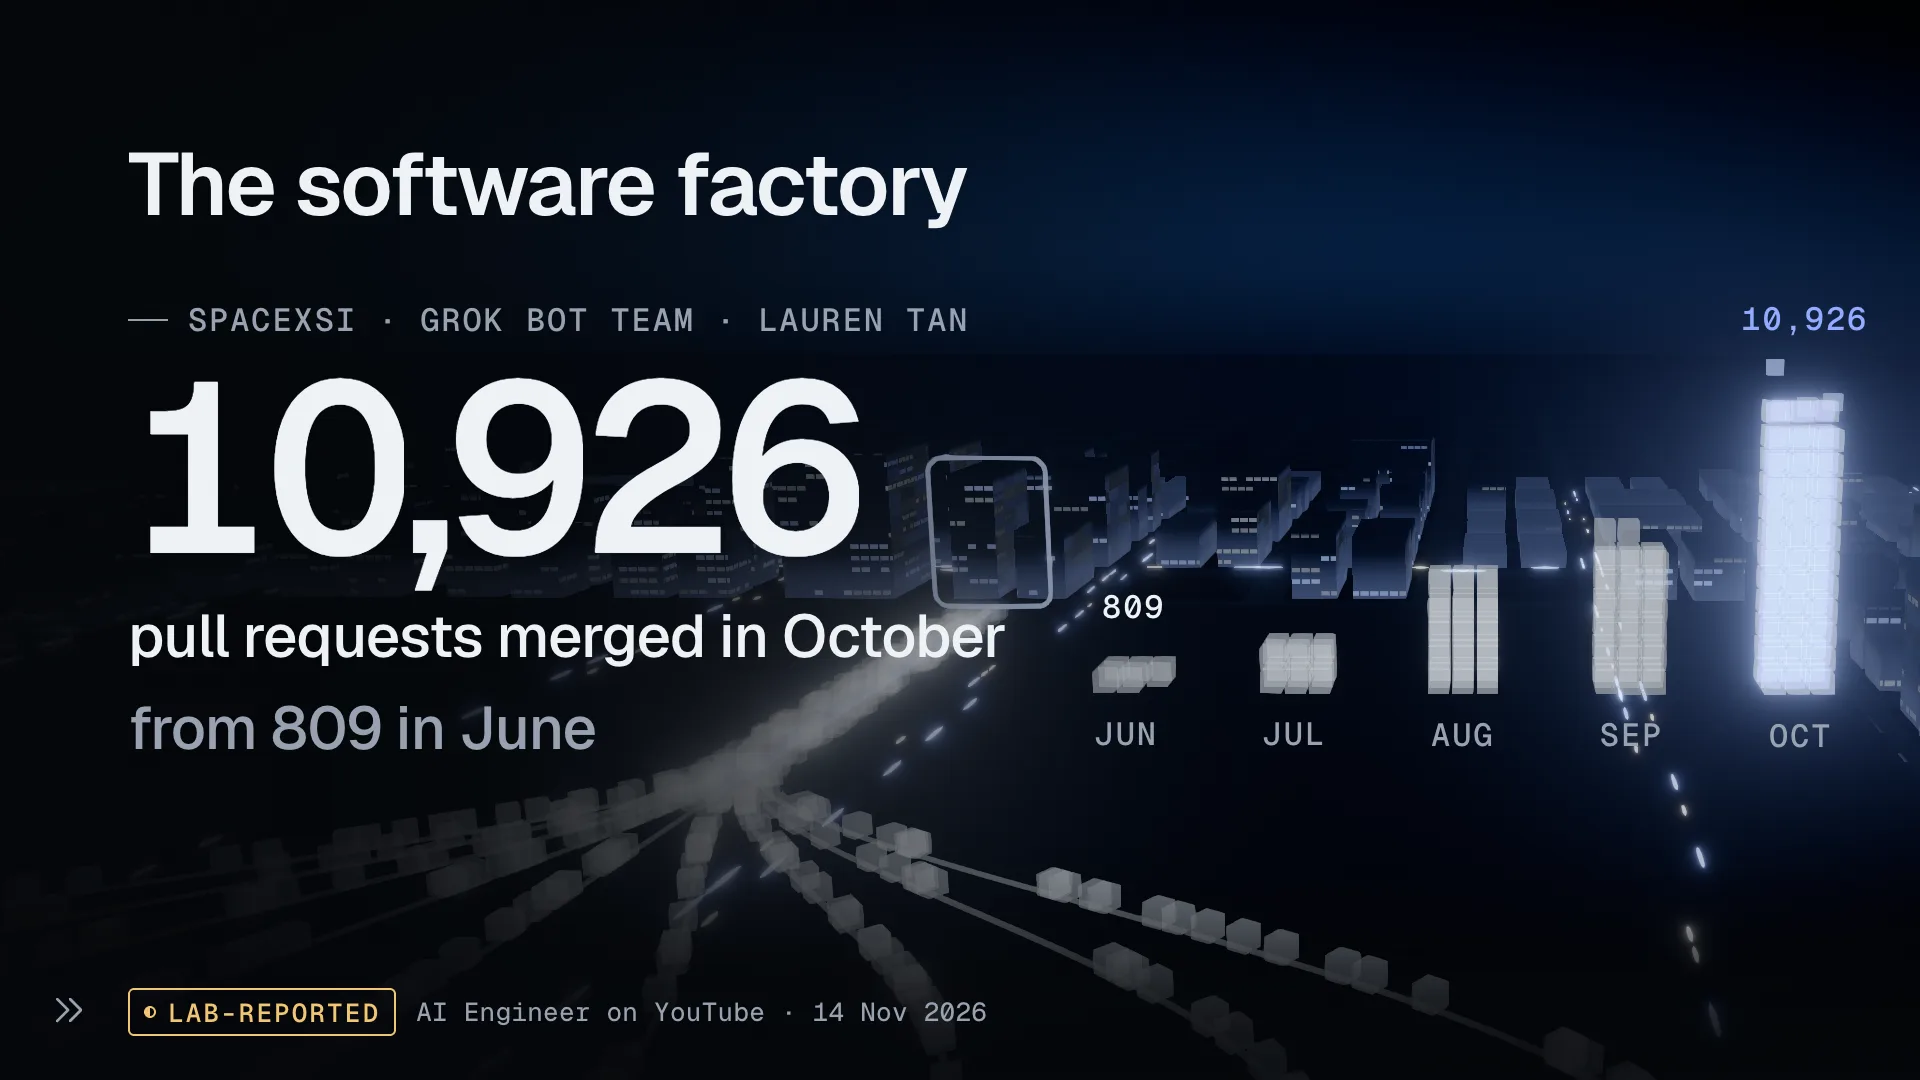 The software factory
SPACEXSI · GROK BOT TEAM · LAUREN TAN
10,926
pull requests merged in October
from 809 in June
10,926
809
JUN JUL AUG SEP OCT
LAB-REPORTED AI Engineer on YouTube · 14 Nov 2026